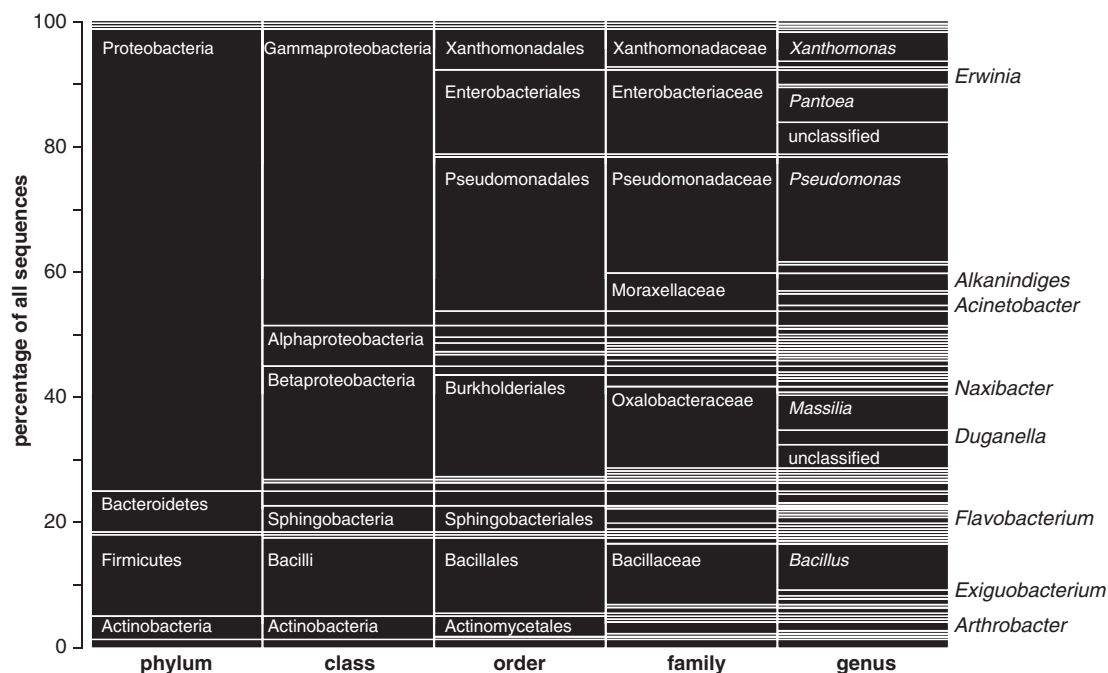 percentage of all sequences
100
80
60
40
20
0
Proteobacteria Gammaproteobacteria Xanthomonadales Xanthomonadaceae Xanthomonas
Erwinia
Enterobacteriales Enterobacteriaceae
Pantoea
unclassified
Pseudomonadales Pseudomonadaceae Pseudomonas
Alkanindiges
Moraxellaceae
Acinetobacter
Alphaproteobacteria
Betaproteobacteria
Burkholderiales Naxibacter
Oxalobacteraceae
Massilia
Duganella
unclassified
Bacteroidetes
Sphingobacteria Sphingobacteriales Flavobacterium
Firmicutes Bacilli Bacillales Bacillaceae Bacillus
Exiguobacterium
Actinobacteria Actinobacteria Actinomycetales Arthrobacter
phylum class order family genus